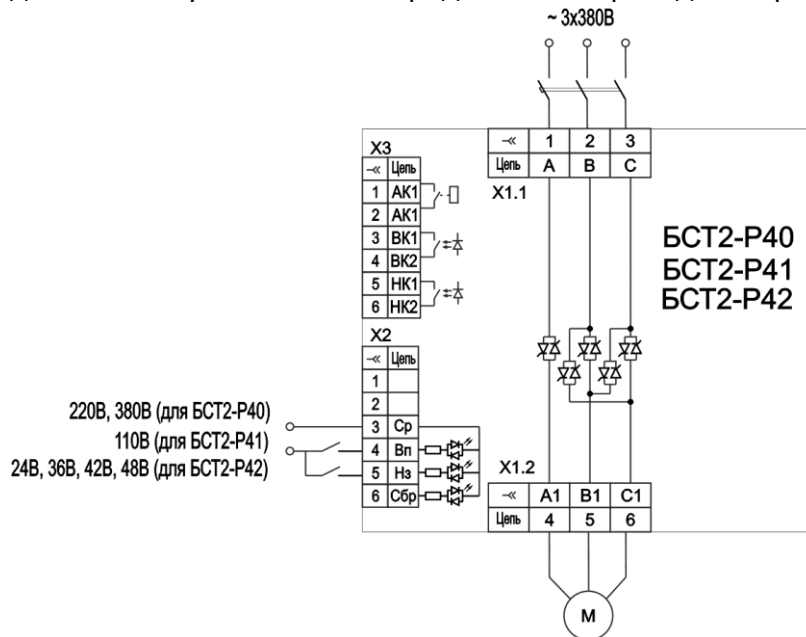 ~ 3x380В
X3
Цепь
1 АК1
2 АК1
3 ВК1
4 ВК2
5 НК1
6 НК2
1 2 3
Цепь A B C
X1.1
БСТ2-Р40
БСТ2-Р41
БСТ2-Р42
X2
Цепь
1
2
3 Ср
4 Вп
5 Нз
6 Сбр
220В, 380В (для БСТ2-Р40)
110В (для БСТ2-Р41)
24В, 36В, 42В, 48В (для БСТ2-Р42)
X1.2
A1 B1 C1
Цепь 4 5 6
М